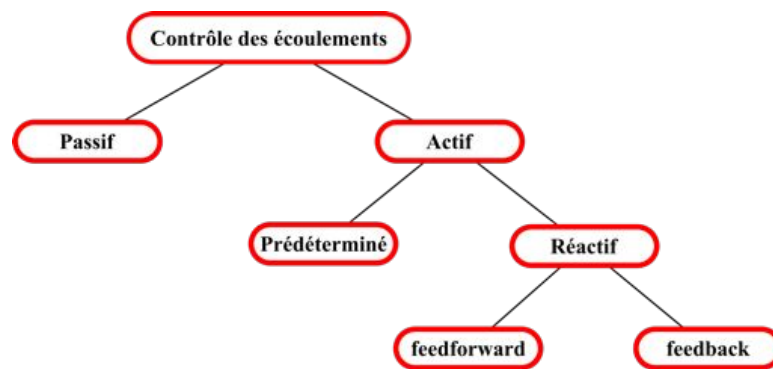 Contrôle des écoulements
Passif
Actif
Prédéterminé
Réactif
feedforward
feedback